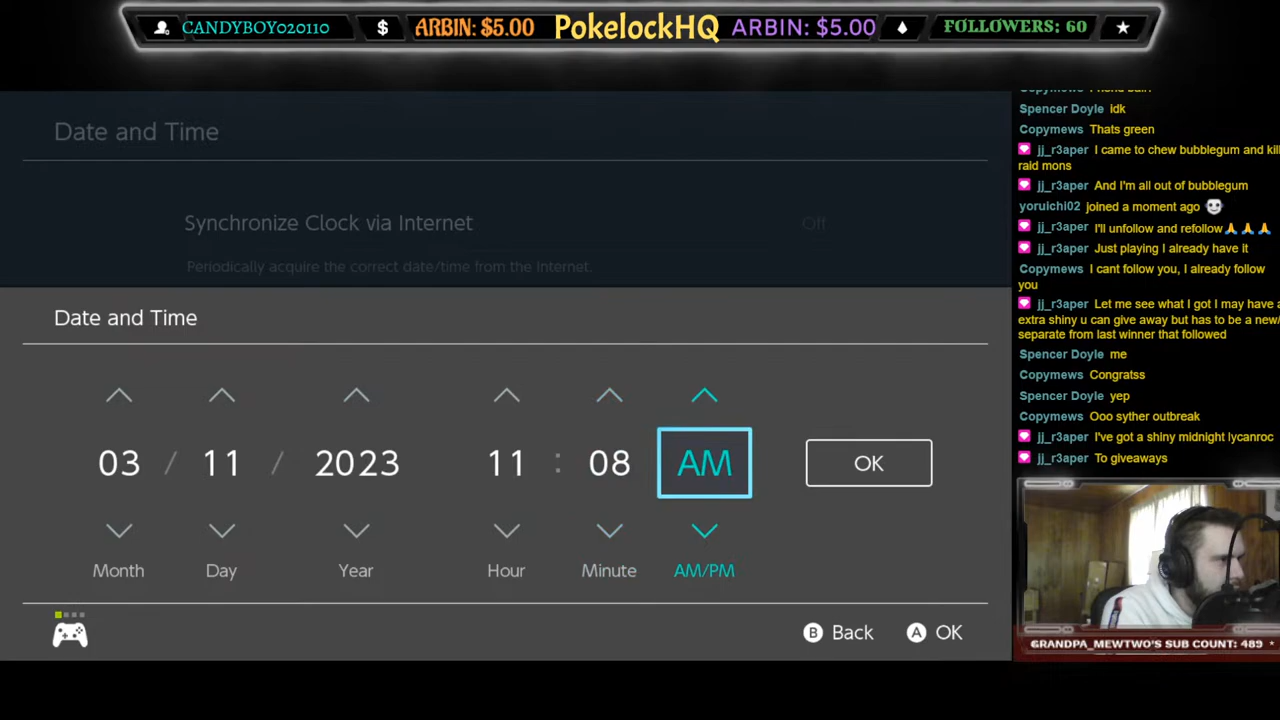 CANDYBOY020110
$
ARBIN: $5.00
PokelockHQ
ARBIN: $5.00
FOLLOWERS: 60
Date and Time
Synchronize Clock via Internet
Off
Periodically acquire the correct date/time from the Internet.
Date and Time
03 / 11 / 2023 11 : 08 AM
OK
Month Day Year Hour Minute AM/PM
B Back A OK
Spencer Doyle idk
Copymews Thats green
jj_r3aper I came to chew bubblegum and kill
raid mons
jj_r3aper And I'm all out of bubblegum
yoruichi02 joined a moment ago
jj_r3aper I'll unfollow and refollow🙏🙏🙏
jj_r3aper Just playing I already have it
Copymews I cant follow you, I already follow
you
jj_r3aper Let me see what I got I may have a
extra shiny u can give away but has to be a new/
separate from last winner that followed
Spencer Doyle me
Copymews Congratss
Spencer Doyle yep
Copymews Ooo syther outbreak
jj_r3aper I've got a shiny midnight lycanroc
jj_r3aper To giveaways
GRANDPA_MEWTWO'S SUB COUNT: 489 *